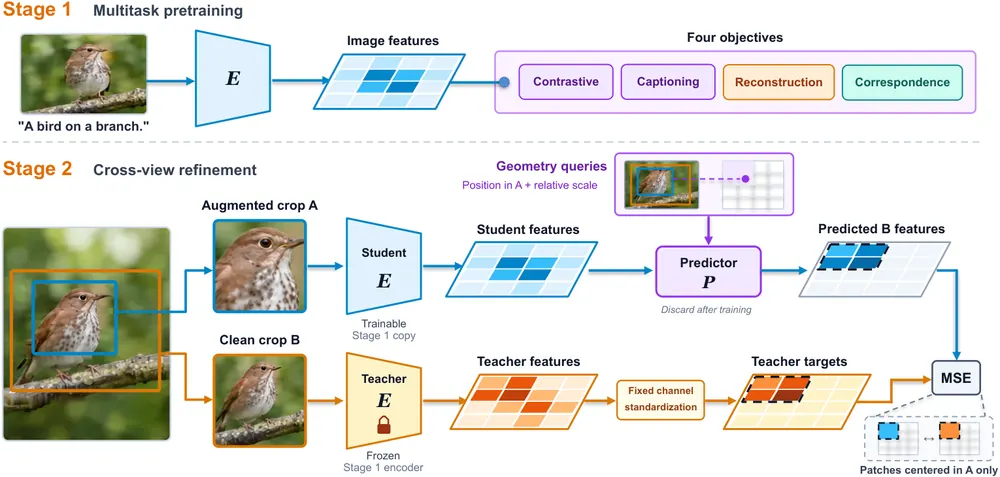 Stage 1 Multitask pretraining
"A bird on a branch."
E
Image features
Four objectives
Contrastive
Captioning
Reconstruction
Correspondence
Stage 2 Cross-view refinement
Geometry queries
Position in A + relative scale
Augmented crop A
Student
E
Trainable
Stage 1 copy
Student features
Predictor
P
Discard after training
Predicted B features
Clean crop B
Teacher
E
Frozen
Stage 1 encoder
Teacher features
Fixed channel
standardization
Teacher targets
MSE
Patches centered in A only